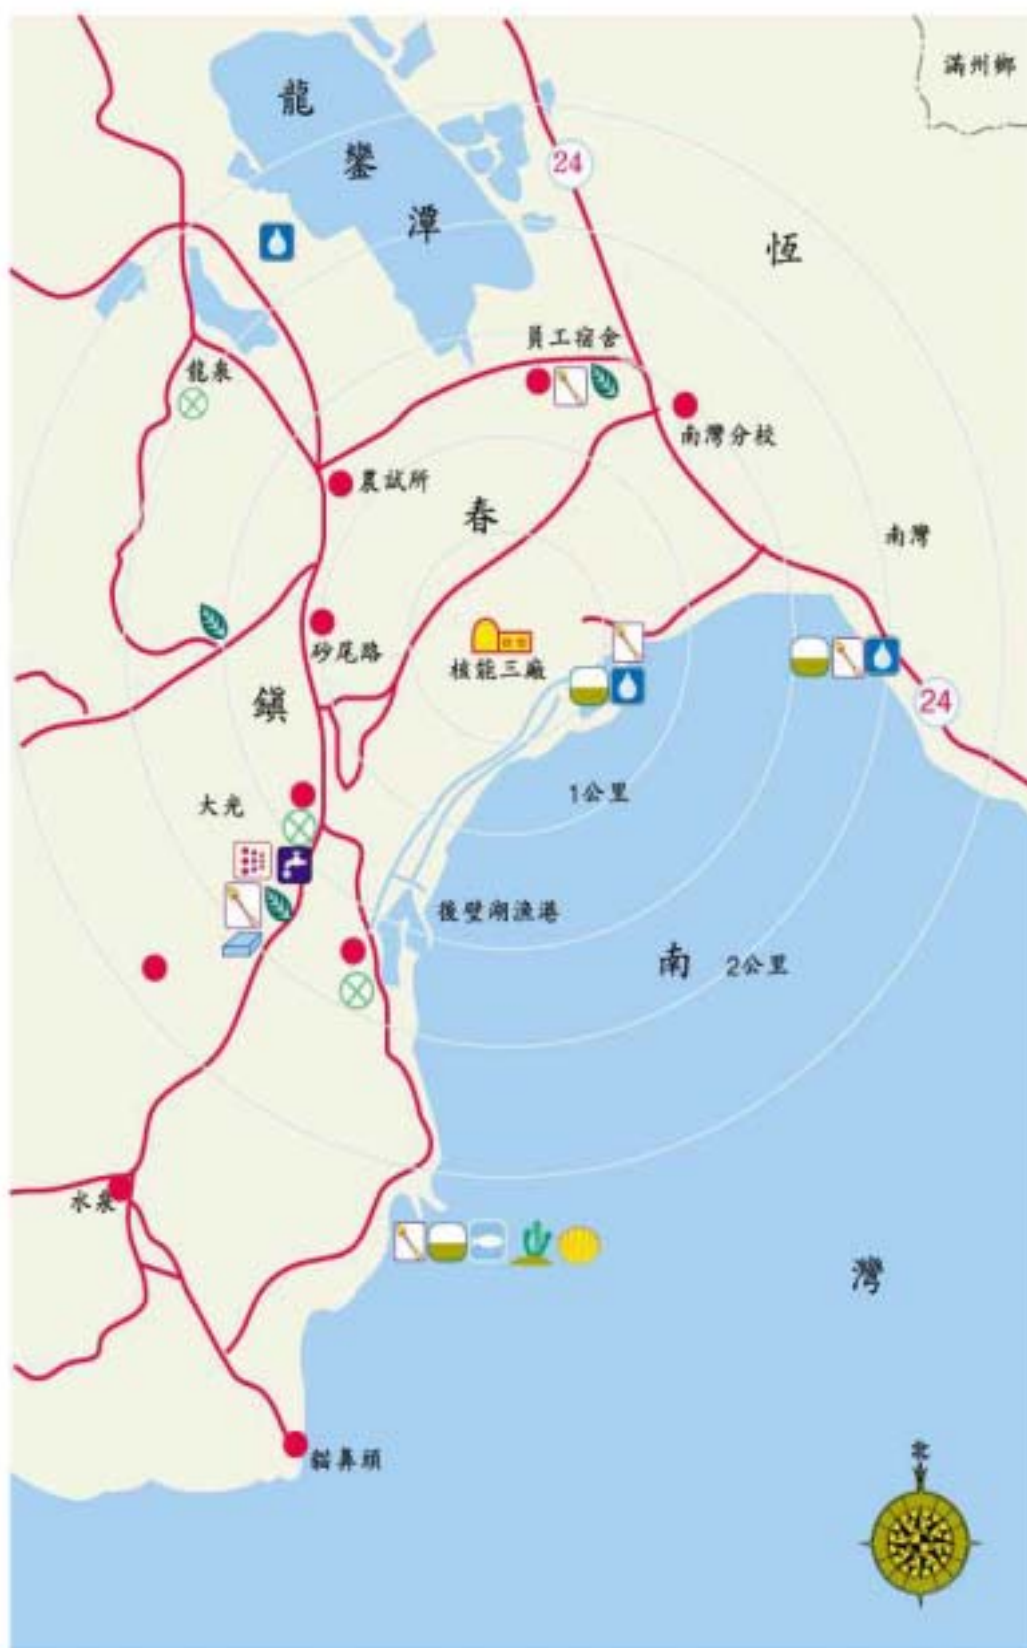 滿州鄉
龍
鑾
潭
24
恆
員工宿舍
龍泉
南灣分校
農試所
春
南灣
砂尾路
核能三廠
鎮
24
1公里
大光
後壁湖漁港
南
2公里
水泉
灣
貓鼻頭
北